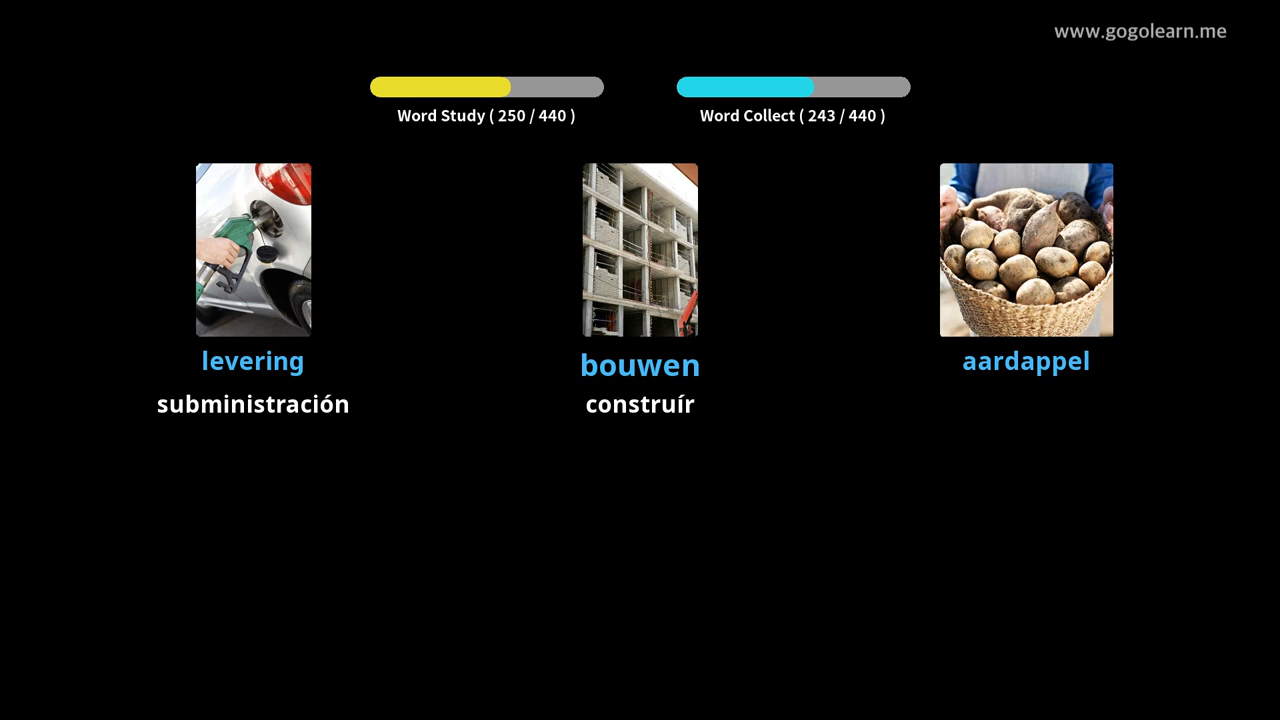 www.gogolearn.me
Word Study ( 250 / 440 )
Word Collect ( 243 / 440 )
levering
bouwen
aardappel
subministración
construír